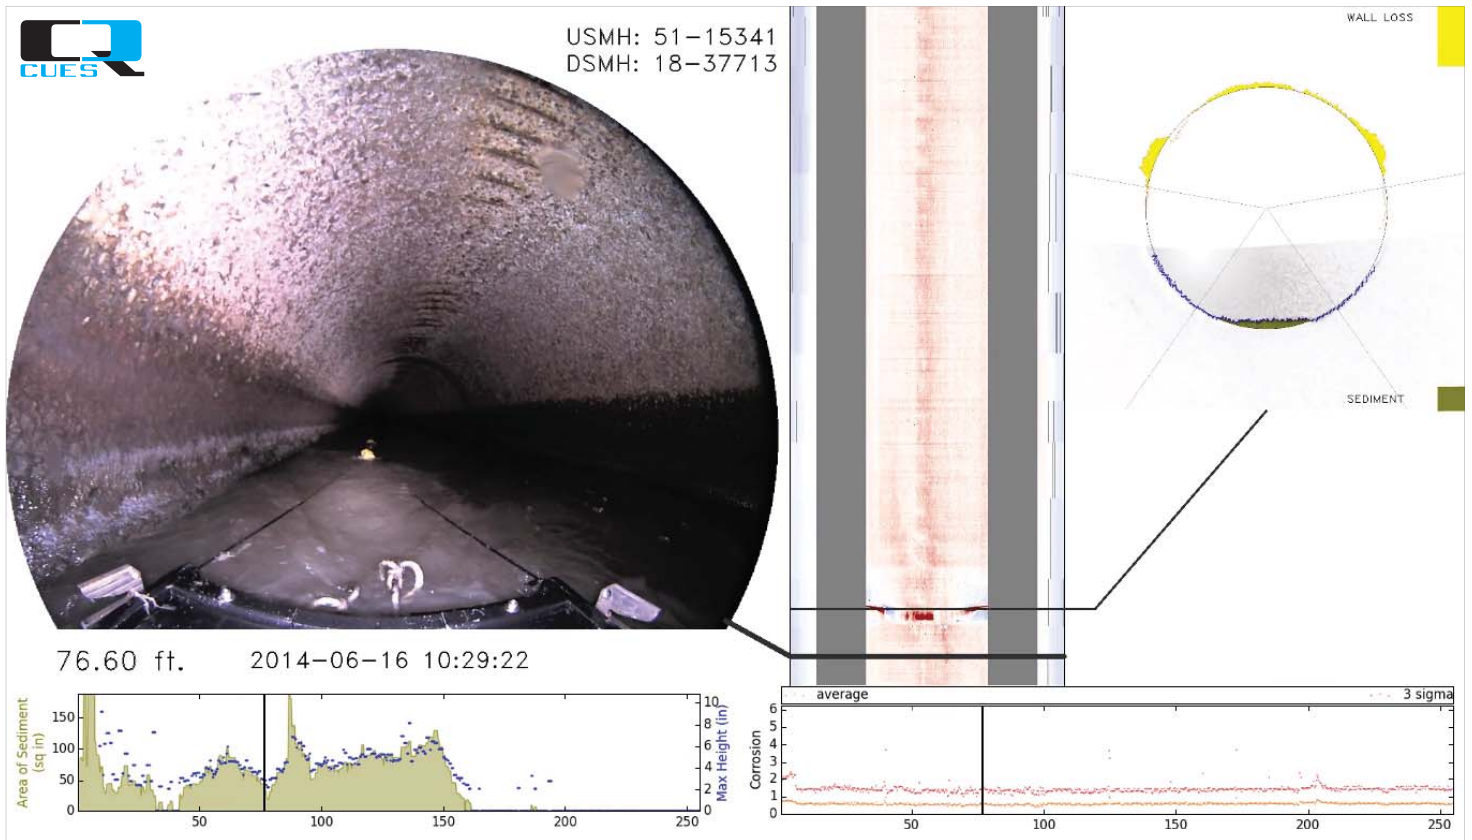 CUES
USMH: 51-15341
DSMH: 18-37713
WALL LOSS
SEDIMENT
76.60 ft.
2014-06-16 10:29:22
Area of Sediment
(sq in)
150
100
50
0
50
100
150
200
250
10
8
6
4
2
0
Max Height (in)
average
3 sigma
Corrosion
6
5
4
3
2
1
0
50
100
150
200
250